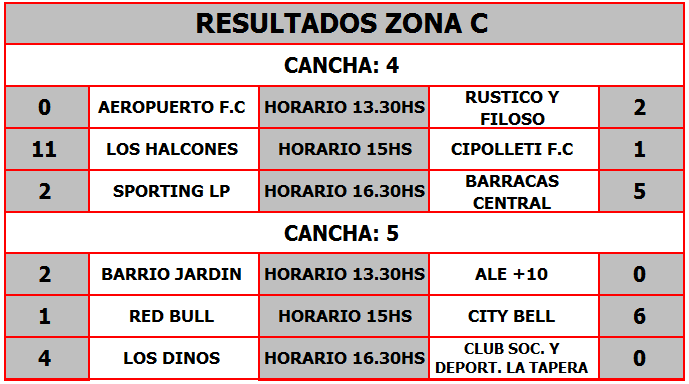 RESULTADOS ZONA C
CANCHA: 4
0 AEROPUERTO F.C HORARIO 13.30HS RUSTICO Y FILOSO 2
11 LOS HALCONES HORARIO 15HS CIPOLLETI F.C 1
2 SPORTING LP HORARIO 16.30HS BARRACAS CENTRAL 5
CANCHA: 5
2 BARRIO JARDIN HORARIO 13.30HS ALE +10 0
1 RED BULL HORARIO 15HS CITY BELL 6
4 LOS DINOS HORARIO 16.30HS CLUB SOC. Y DEPORT. LA TAPERA 0